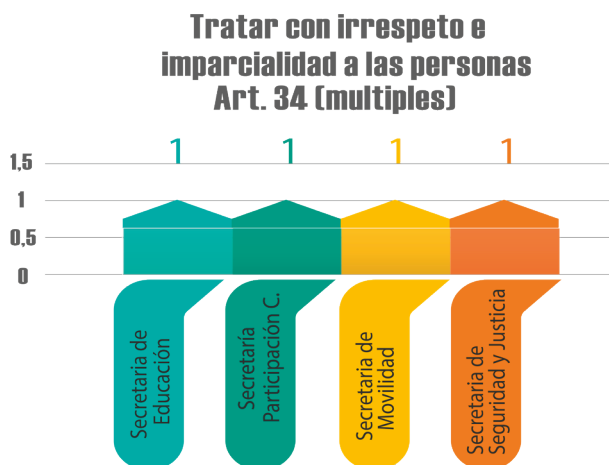 Tratar con irrespeto e
imparcialidad a las personas
Art. 34 (multiples)
1 1 1 1
1,5
1
0.5
0
Secretaria de
Educación
Secretaría
Participación C.
Secretaria de
Movilidad
Secretaria de
Seguridad y Justicia